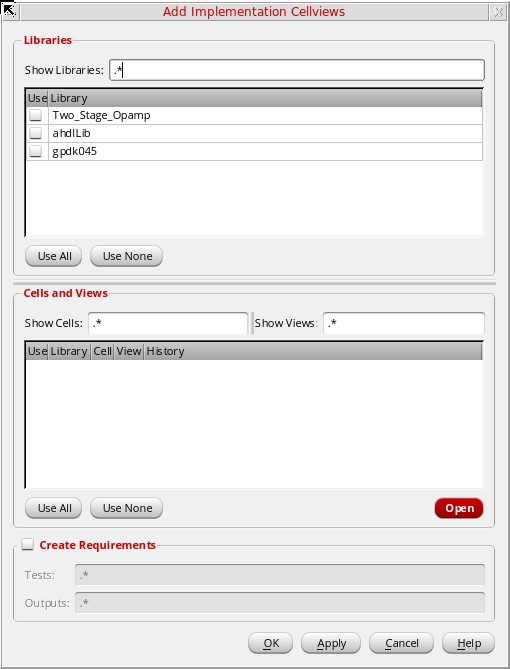 Add Implementation Cellviews
Libraries
Show Libraries: .*
Use Library
Two_Stage_Opamp
ahdlLib
gpdk045
Use All Use None
Cells and Views
Show Cells: .* Show Views: .*
Use Library Cell View History
Use All Use None Open
Create Requirements
Tests: .*
Outputs: .*
OK Apply Cancel Help